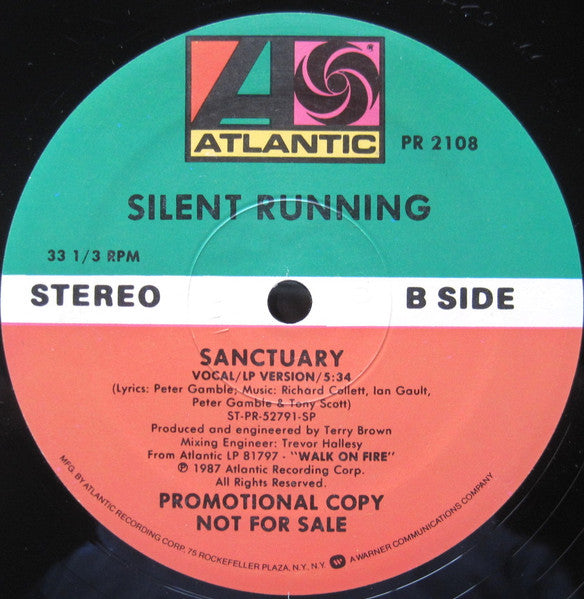 ATLANTIC
PR 2108
SILENT RUNNING
33 1/3 RPM
STEREO
B SIDE
SANCTUARY
VOCAL/LP VERSION/5:34
(Lyrics: Peter Gamble; Music: Richard Collett, Ian Gault,
Peter Gamble & Tony Scott)
ST-PR-52791-SP
Produced and engineered by Terry Brown
Mixing Engineer: Trevor Hallesy
From Atlantic LP 81797 - "WALK ON FIRE"
℗ 1987 Atlantic Recording Corp.
All Rights Reserved.
PROMOTIONAL COPY
NOT FOR SALE
MFG. BY ATLANTIC RECORDING CORP., 75 ROCKEFELLER PLAZA, N.Y. N.Y. A WARNER COMMUNICATIONS COMPANY